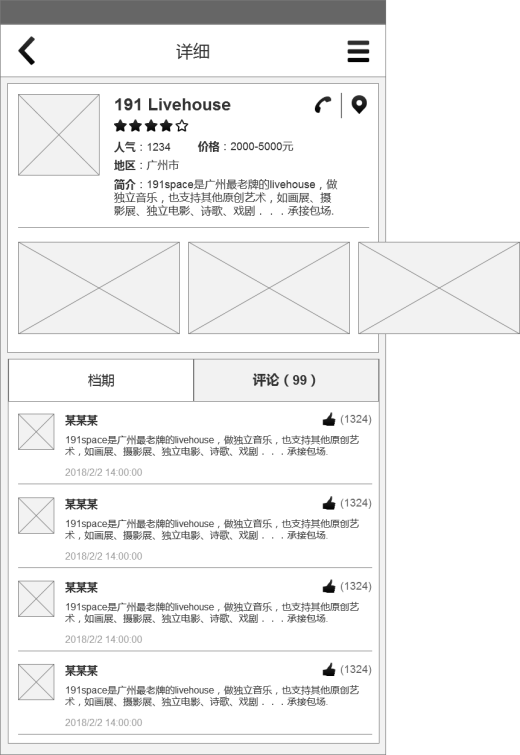 详细
191 Livehouse
人气：1234 价格：2000-5000元
地区：广州市
简介：191space是广州最老牌的livehouse，做
独立音乐，也支持其他原创艺术，如画展、摄
影展、独立电影、诗歌、戏剧．．．承接包场.
档期 评论（99）
某某某 (1324)
191space是广州最老牌的livehouse，做独立音乐，也支持其他原创艺
术，如画展、摄影展、独立电影、诗歌、戏剧．．．承接包场.
2018/2/2 14:00:00
某某某 (1324)
191space是广州最老牌的livehouse，做独立音乐，也支持其他原创艺
术，如画展、摄影展、独立电影、诗歌、戏剧．．．承接包场.
2018/2/2 14:00:00
某某某 (1324)
191space是广州最老牌的livehouse，做独立音乐，也支持其他原创艺
术，如画展、摄影展、独立电影、诗歌、戏剧．．．承接包场.
2018/2/2 14:00:00
某某某 (1324)
191space是广州最老牌的livehouse，做独立音乐，也支持其他原创艺
术，如画展、摄影展、独立电影、诗歌、戏剧．．．承接包场.
2018/2/2 14:00:00